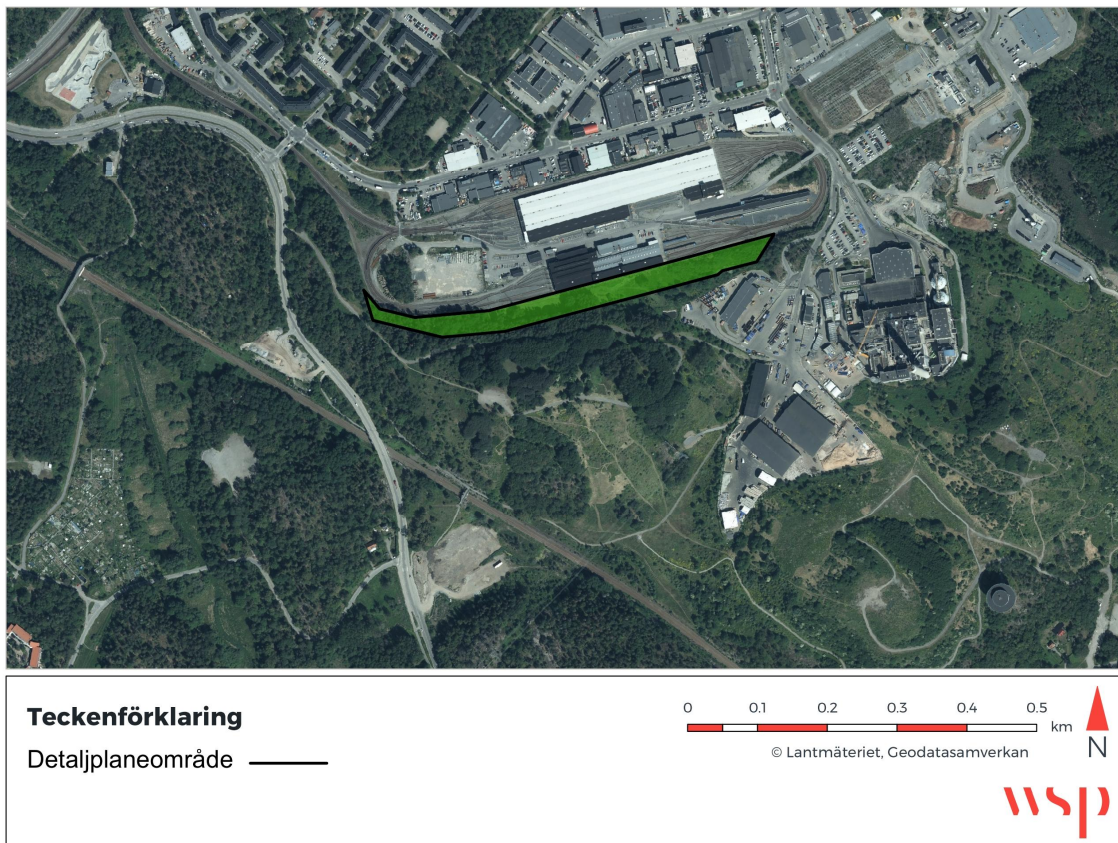 Teckenförklaring
Detaljplaneområde
0 0.1 0.2 0.3 0.4 0.5
km
© Lantmäteriet, Geodatasamverkan
N
wsp